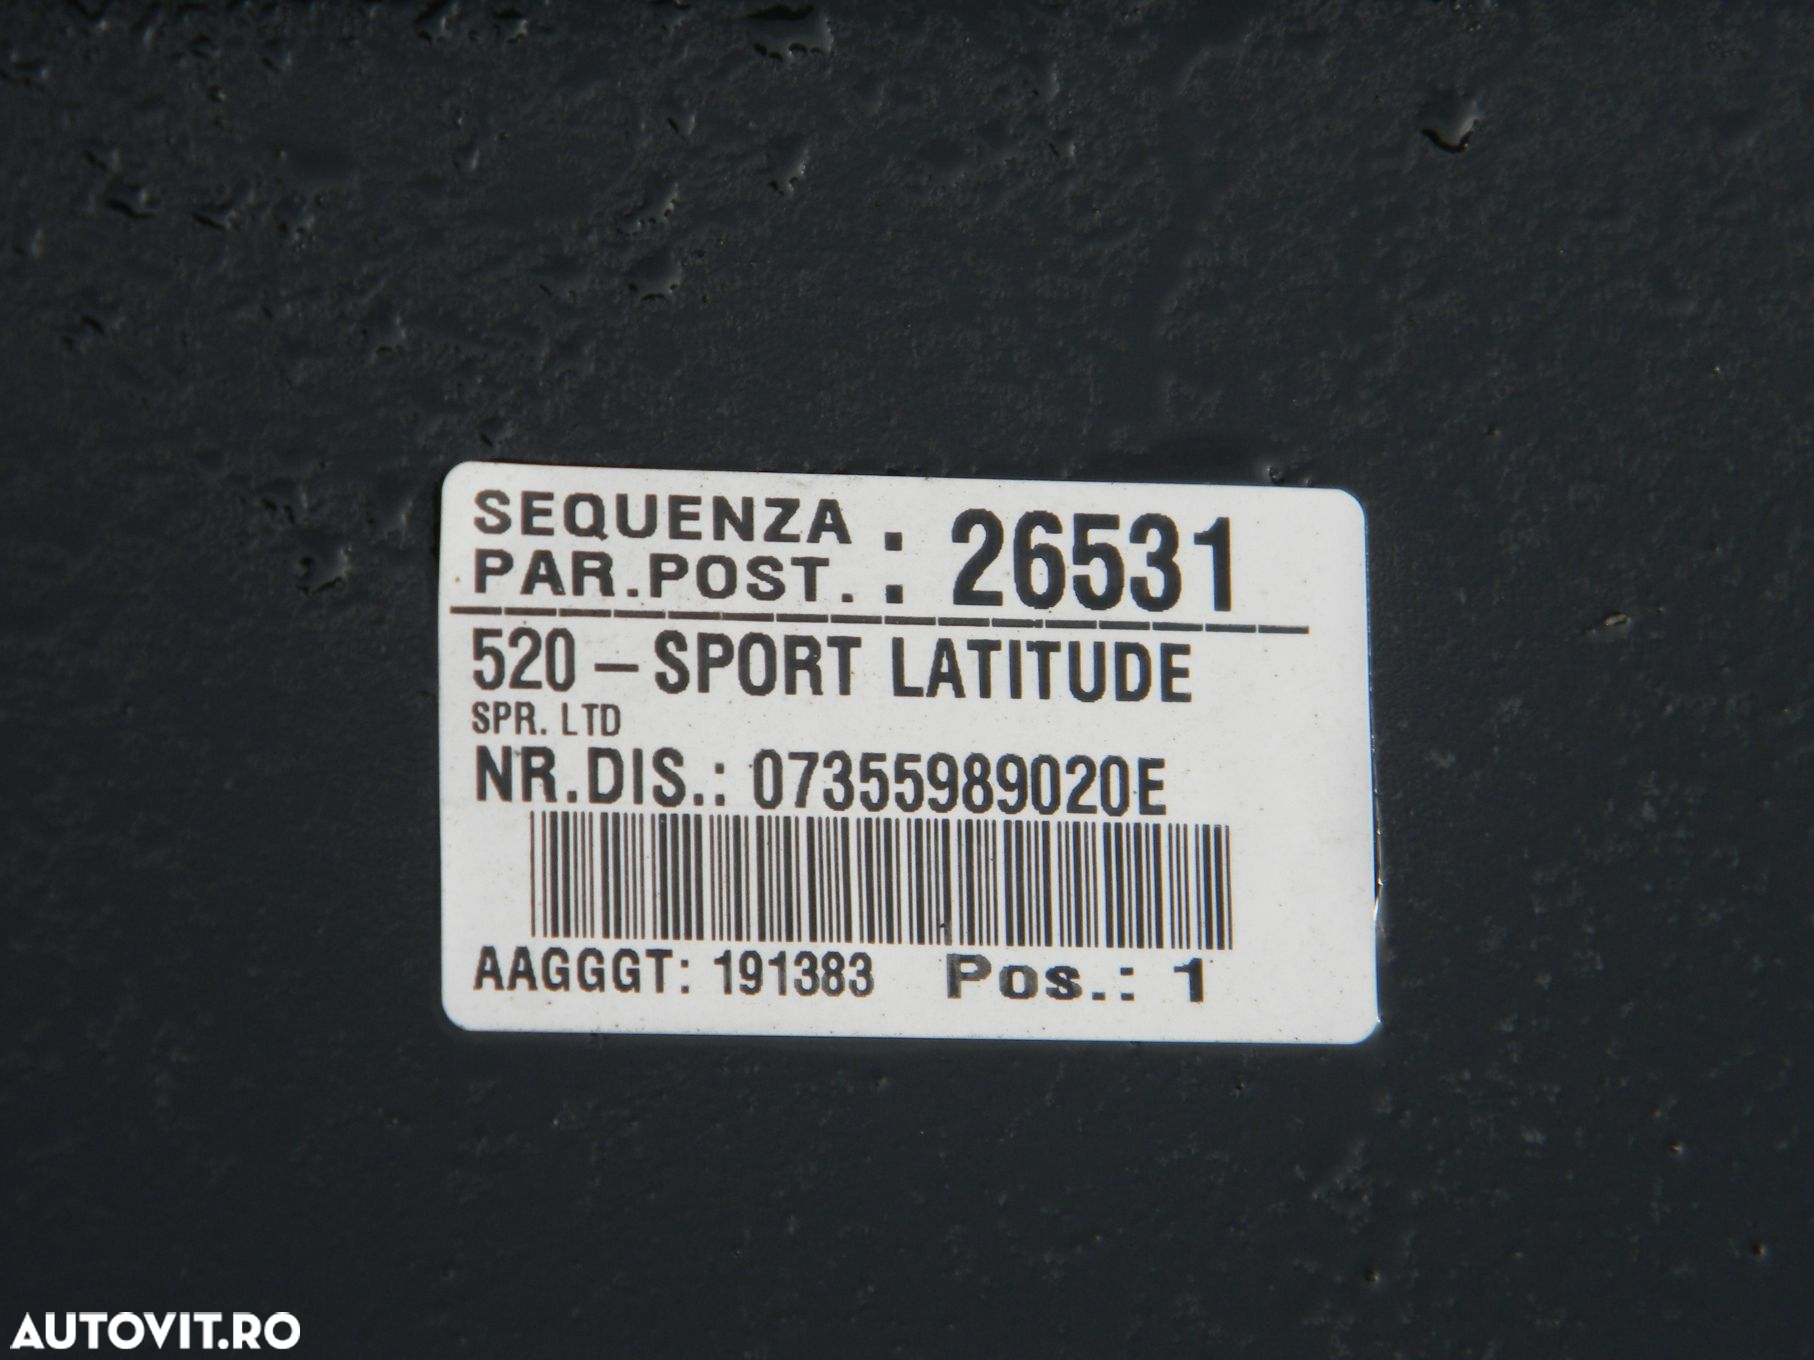 SEQUENZA
PAR.POST. : 26531
520 – SPORT LATITUDE
SPR. LTD
NR.DIS.: 07355989020E
AAGGGT: 191383 Pos.: 1
AUTOVIT.RO